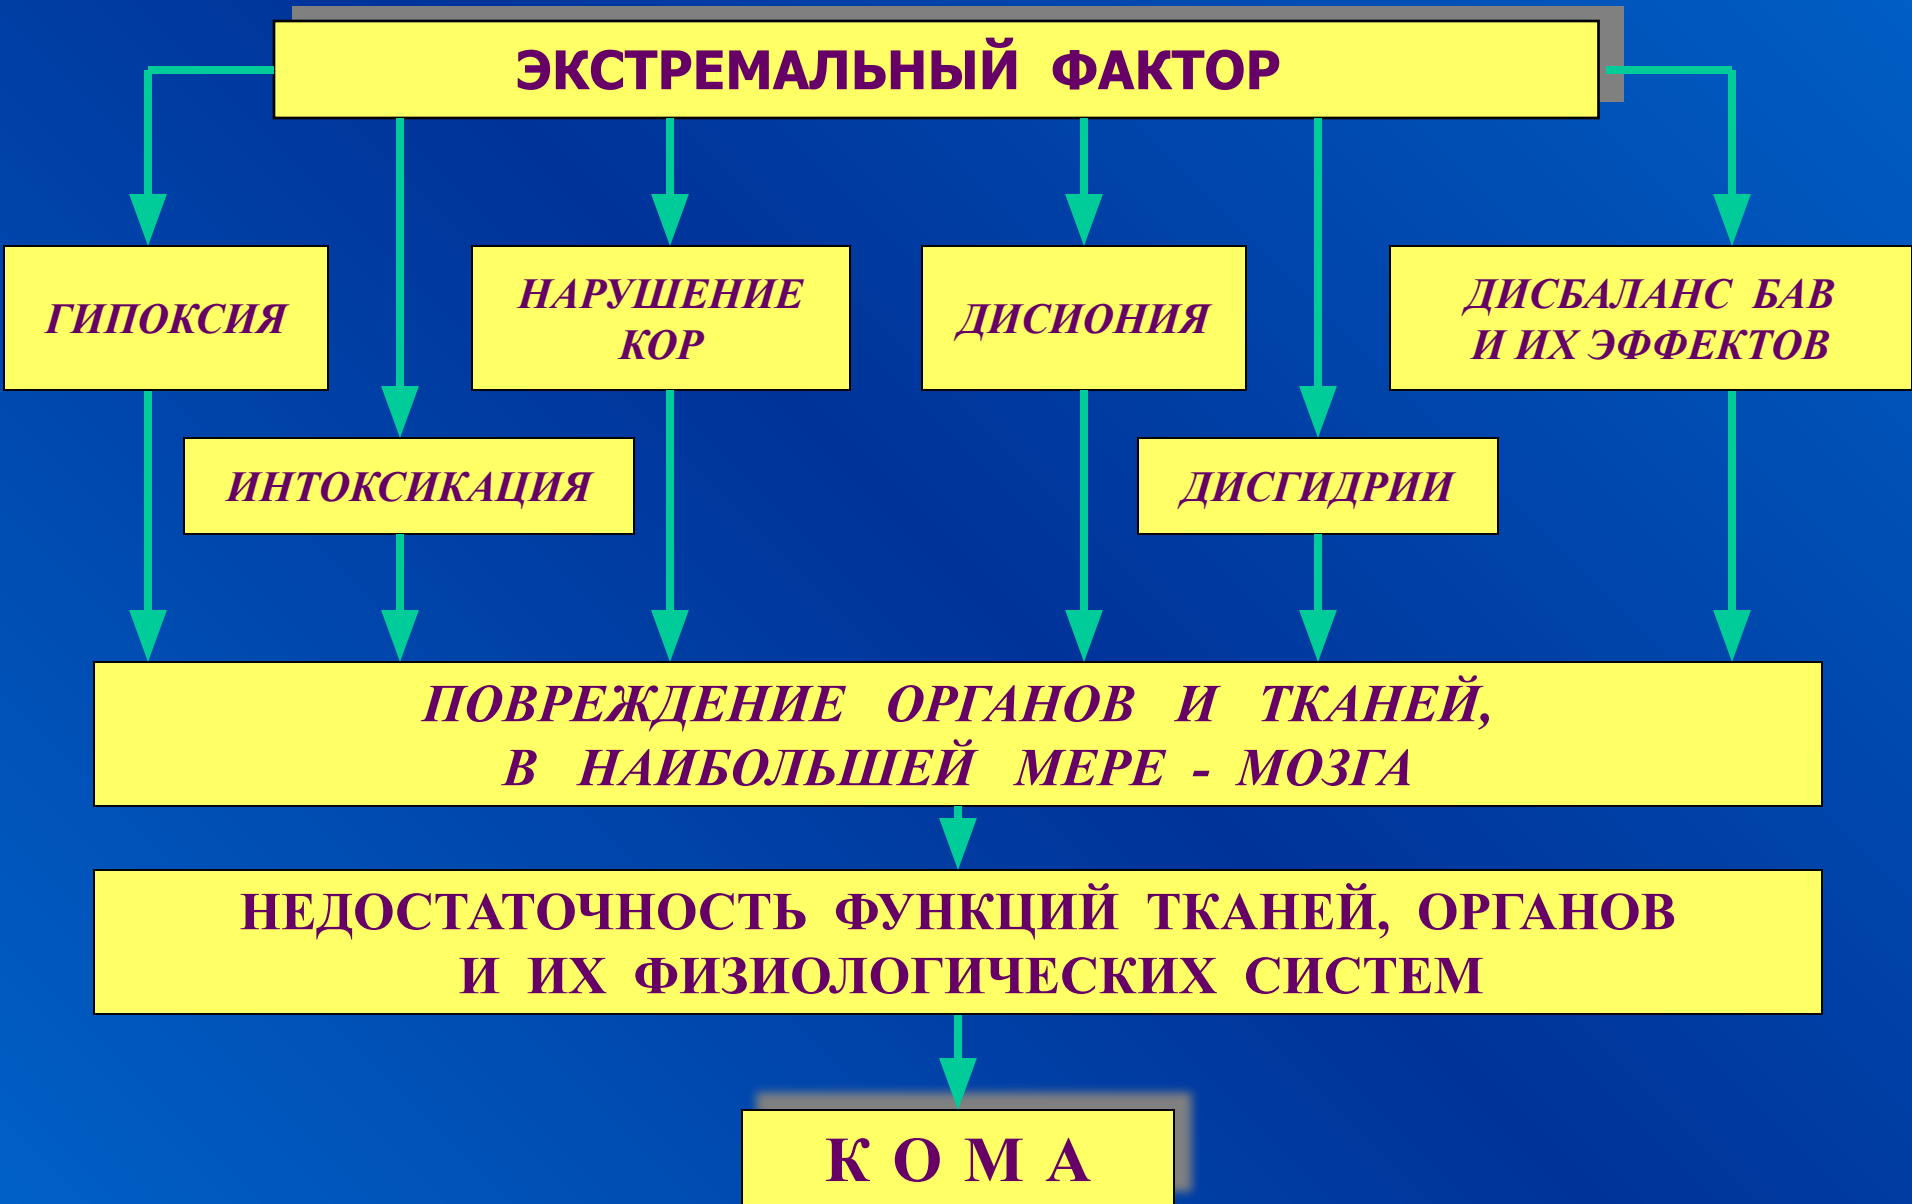 ЭКСТРЕМАЛЬНЫЙ ФАКТОР
ГИПОКСИЯ
НАРУШЕНИЕ
КОР
ДИСИОНИЯ
ДИСБАЛАНС БАВ
И ИХ ЭФФЕКТОВ
ИНТОКСИКАЦИЯ
ДИСГИДРИИ
ПОВРЕЖДЕНИЕ ОРГАНОВ И ТКАНЕЙ,
В НАИБОЛЬШЕЙ МЕРЕ - МОЗГА
НЕДОСТАТОЧНОСТЬ ФУНКЦИЙ ТКАНЕЙ, ОРГАНОВ
И ИХ ФИЗИОЛОГИЧЕСКИХ СИСТЕМ
К О М А